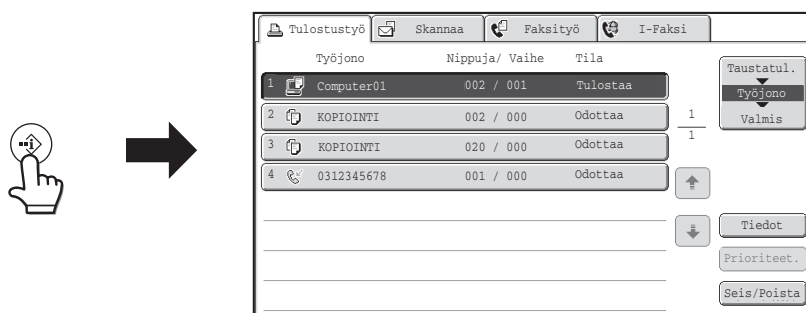 Tulostustyö Skannaa Faksityö I-Faksi
Työjono Nippuja/ Vaihe Tila
1 Computer01 002 / 001 Tulostaa
2 KOPIOINTI 002 / 000 Odottaa
3 KOPIOINTI 020 / 000 Odottaa
4 0312345678 001 / 000 Odottaa
1
1
Taustatul.
Työjono
Valmis
Tiedot
Prioriteet.
Seis/Poista